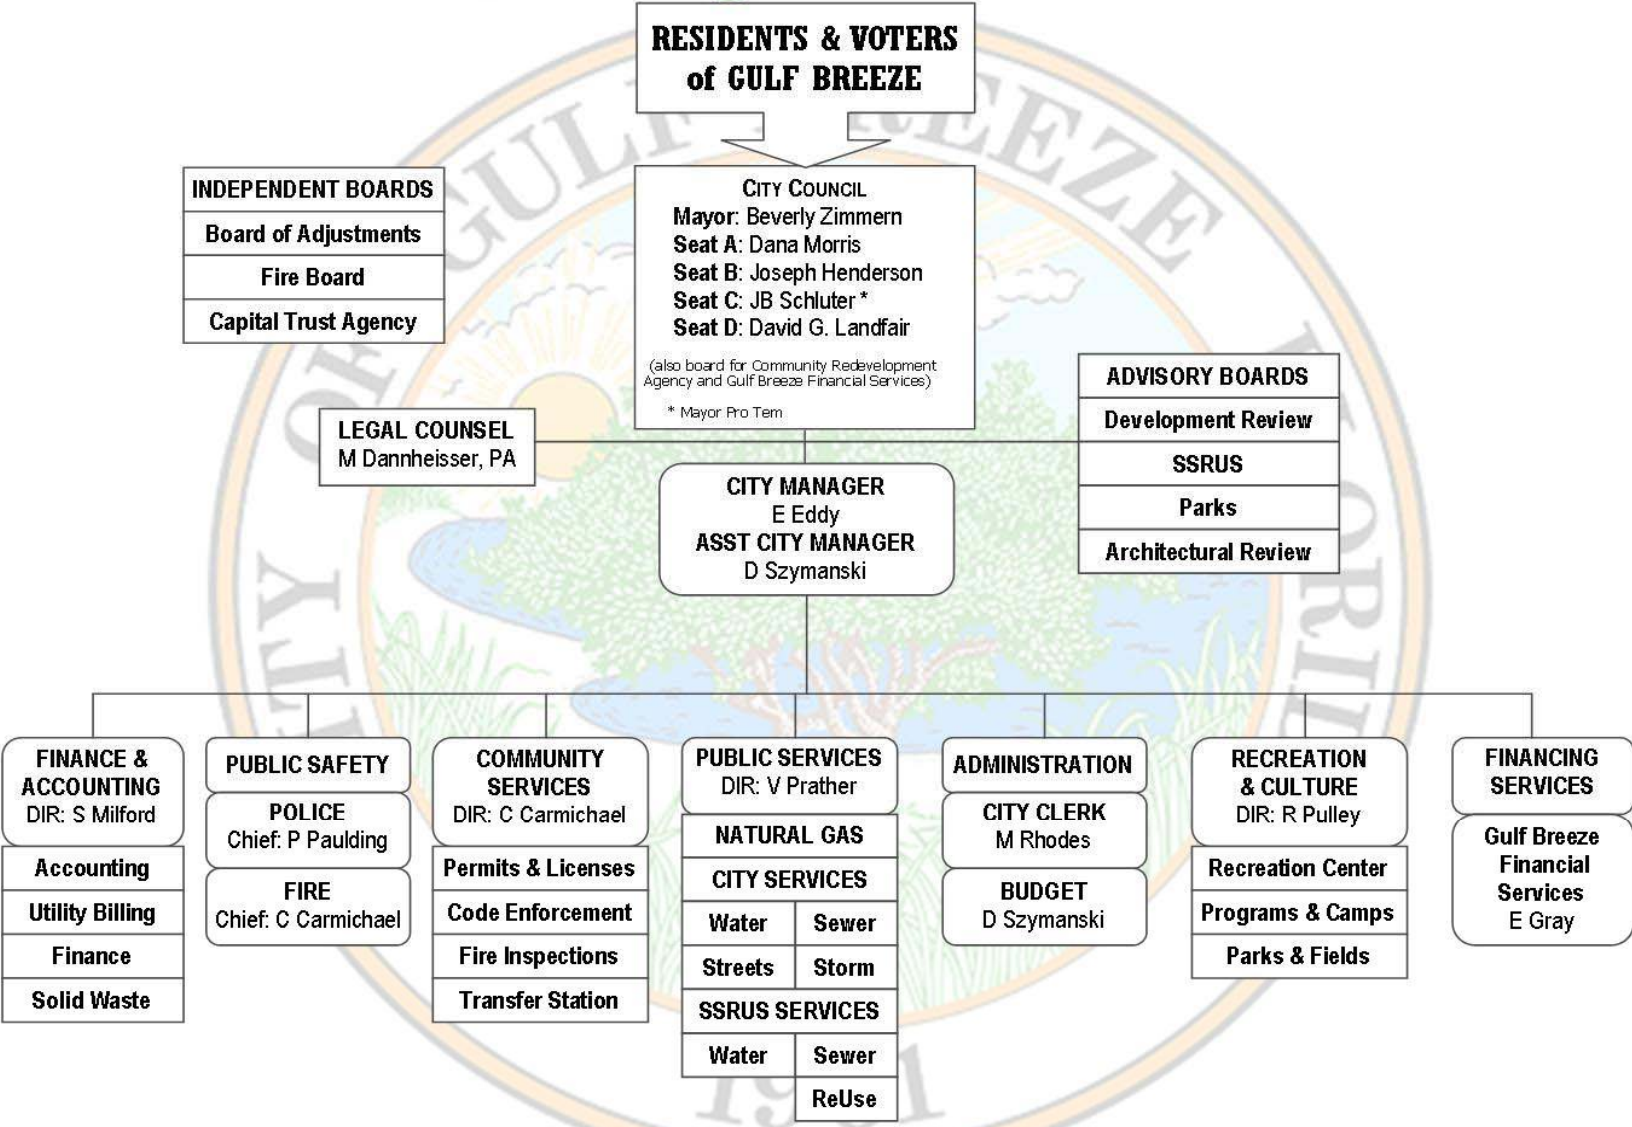 RESIDENTS & VOTERS
of GULF BREEZE
INDEPENDENT BOARDS
Board of Adjustments
Fire Board
Capital Trust Agency
CITY COUNCIL
Mayor: Beverly Zimmern
Seat A: Dana Morris
Seat B: Joseph Henderson
Seat C: JB Schluter *
Seat D: David G. Landfair
(also board for Community Redevelopment
Agency and Gulf Breeze Financial Services)
* Mayor Pro Tem
ADVISORY BOARDS
Development Review
SSRUS
Parks
Architectural Review
LEGAL COUNSEL
M Dannheisser, PA
CITY MANAGER
E Eddy
ASST CITY MANAGER
D Szymanski
FINANCE &
ACCOUNTING
DIR: S Milford
Accounting
Utility Billing
Finance
Solid Waste
PUBLIC SAFETY
POLICE
Chief: P Paulding
FIRE
Chief: C Carmichael
COMMUNITY
SERVICES
DIR: C Carmichael
Permits & Licenses
Code Enforcement
Fire Inspections
Transfer Station
PUBLIC SERVICES
DIR: V Prather
NATURAL GAS
CITY SERVICES
Water Sewer
Streets Storm
SSRUS SERVICES
Water Sewer
ReUse
ADMINISTRATION
CITY CLERK
M Rhodes
BUDGET
D Szymanski
RECREATION
& CULTURE
DIR: R Pulley
Recreation Center
Programs & Camps
Parks & Fields
FINANCING
SERVICES
Gulf Breeze
Financial
Services
E Gray